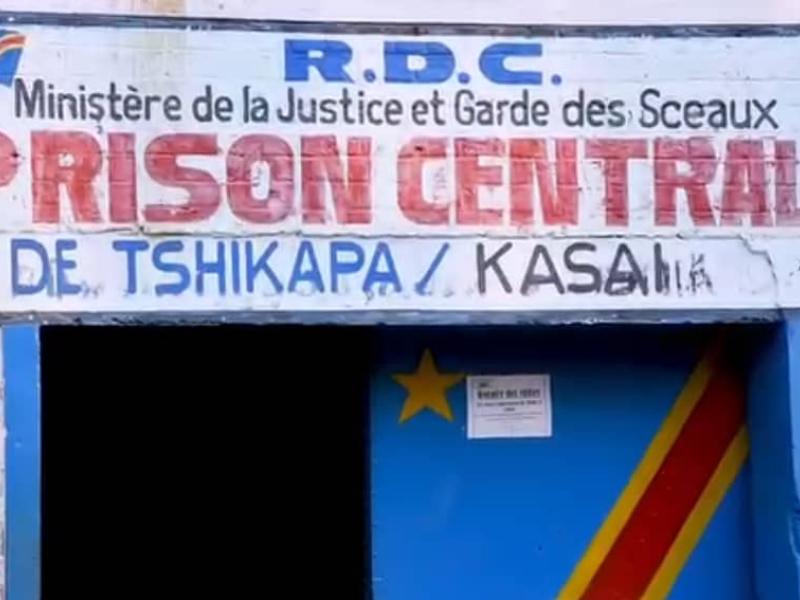 R.D.C.
Ministère de la Justice et Garde des Sceaux
PRISON CENTRAL
DE TSHIKAPA / KASAI